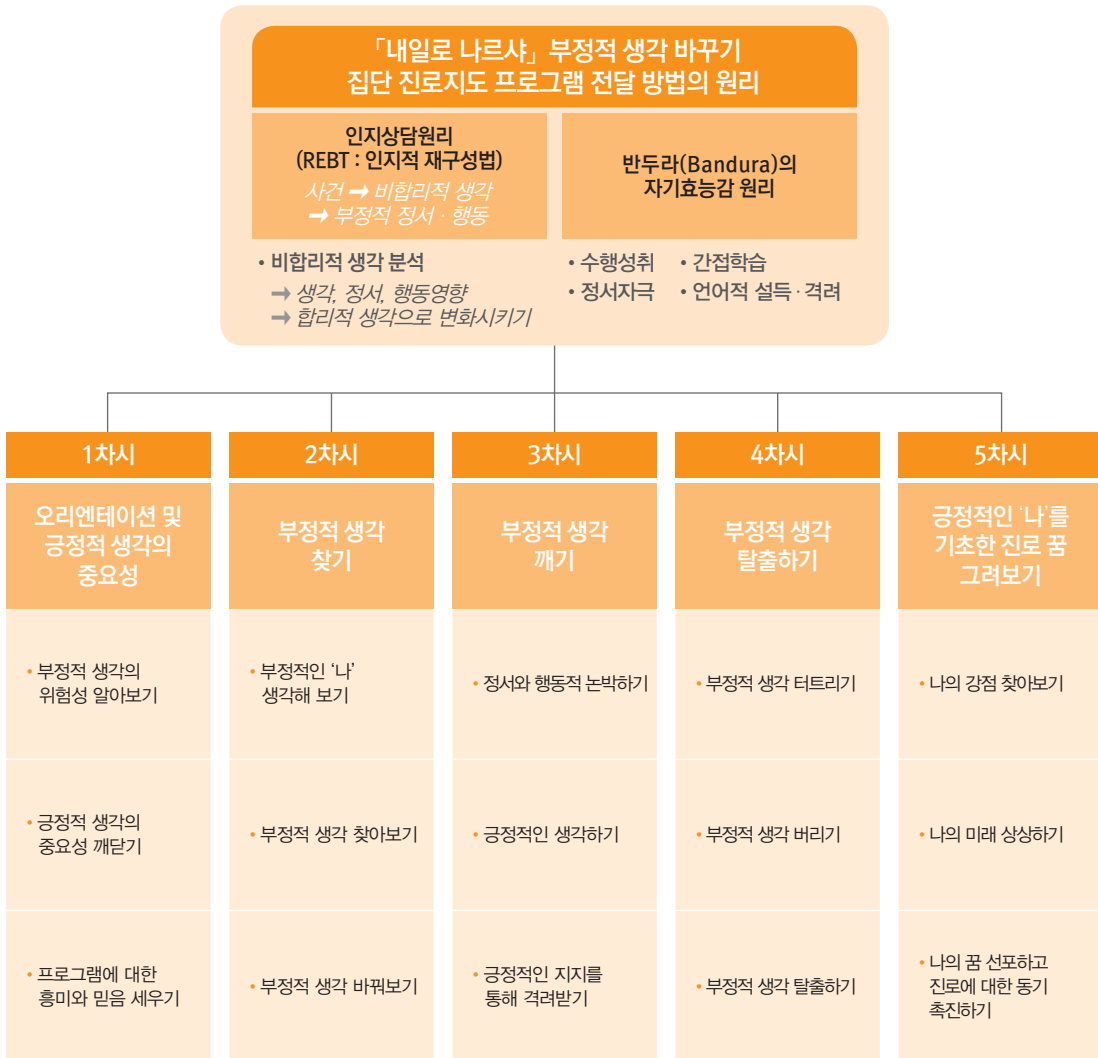 「내일로 나르샤」 부정적 생각 바꾸기
집단 진로지도 프로그램 전달 방법의 원리
인지상담원리
(REBT : 인지적 재구성법)
사건 ➞ 비합리적 생각
➞ 부정적 정서 · 행동
• 비합리적 생각 분석
➞ 생각, 정서, 행동영향
➞ 합리적 생각으로 변화시키기
반두라(Bandura)의
자기효능감 원리
• 수행성취 • 간접학습
• 정서자극 • 언어적 설득 · 격려
1차시
오리엔테이션 및
긍정적 생각의
중요성
• 부정적 생각의
위험성 알아보기
• 긍정적 생각의
중요성 깨닫기
• 프로그램에 대한
흥미와 믿음 세우기
2차시
부정적 생각
찾기
• 부정적인 ‘나’
생각해 보기
• 부정적 생각 찾아보기
• 부정적 생각 바꿔보기
3차시
부정적 생각
깨기
• 정서와 행동적 논박하기
• 긍정적인 생각하기
• 긍정적인 지지를
통해 격려받기
4차시
부정적 생각
탈출하기
• 부정적 생각 터트리기
• 부정적 생각 버리기
• 부정적 생각 탈출하기
5차시
긍정적인 ‘나’를
기초한 진로 꿈
그려보기
• 나의 강점 찾아보기
• 나의 미래 상상하기
• 나의 꿈 선포하고
진로에 대한 동기
촉진하기